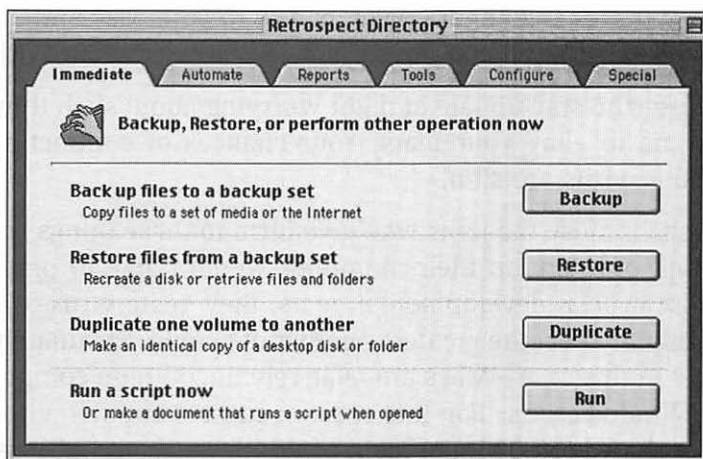 Retrospect Directory
Immediate Automate Reports Tools Configure Special
Backup, Restore, or perform other operation now
Back up files to a backup set
Copy files to a set of media or the Internet
Backup
Restore files from a backup set
Recreate a disk or retrieve files and folders
Restore
Duplicate one volume to another
Make an identical copy of a desktop disk or folder
Duplicate
Run a script now
Or make a document that runs a script when opened
Run